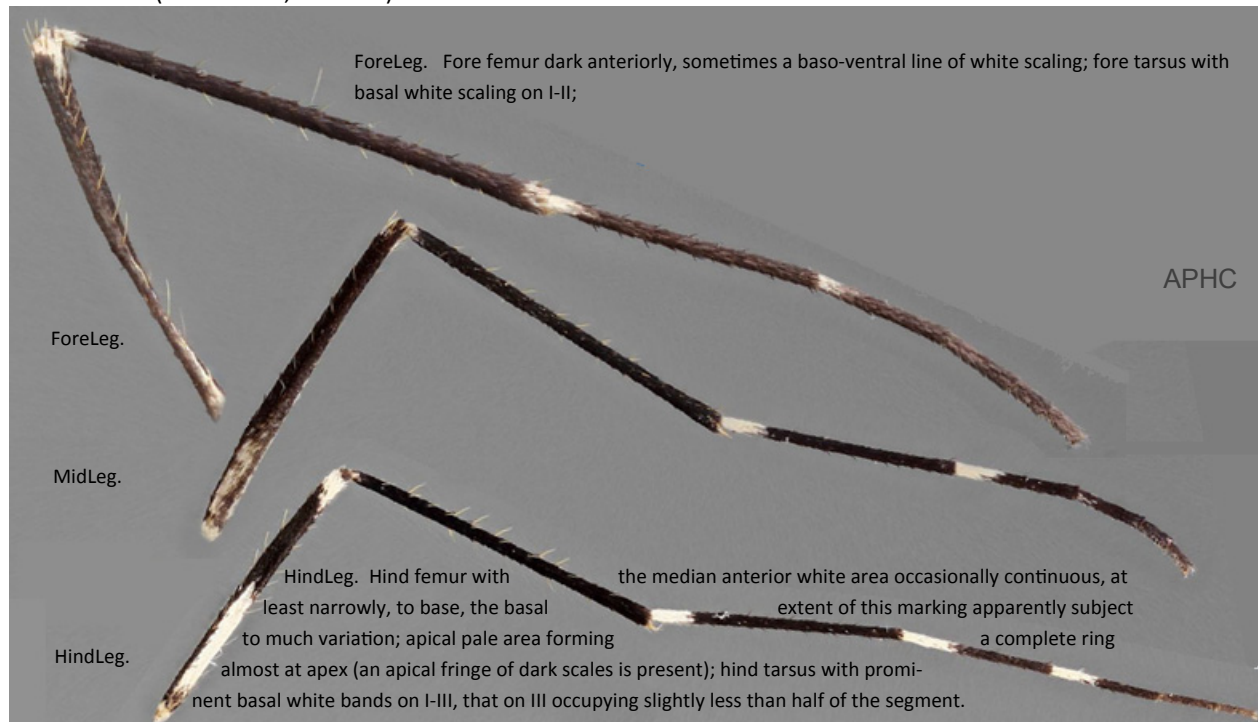 ForeLeg. Fore femur dark anteriorly, sometimes a baso-ventral line of white scaling; fore tarsus with
basal white scaling on I-II;
APHC
ForeLeg.
MidLeg.
HindLeg. Hind femur with the median anterior white area occasionally continuous, at
least narrowly, to base, the basal extent of this marking apparently subject
to much variation; apical pale area forming a complete ring
almost at apex (an apical fringe of dark scales is present); hind tarsus with promi-
nent basal white bands on I-III, that on III occupying slightly less than half of the segment.
HindLeg.